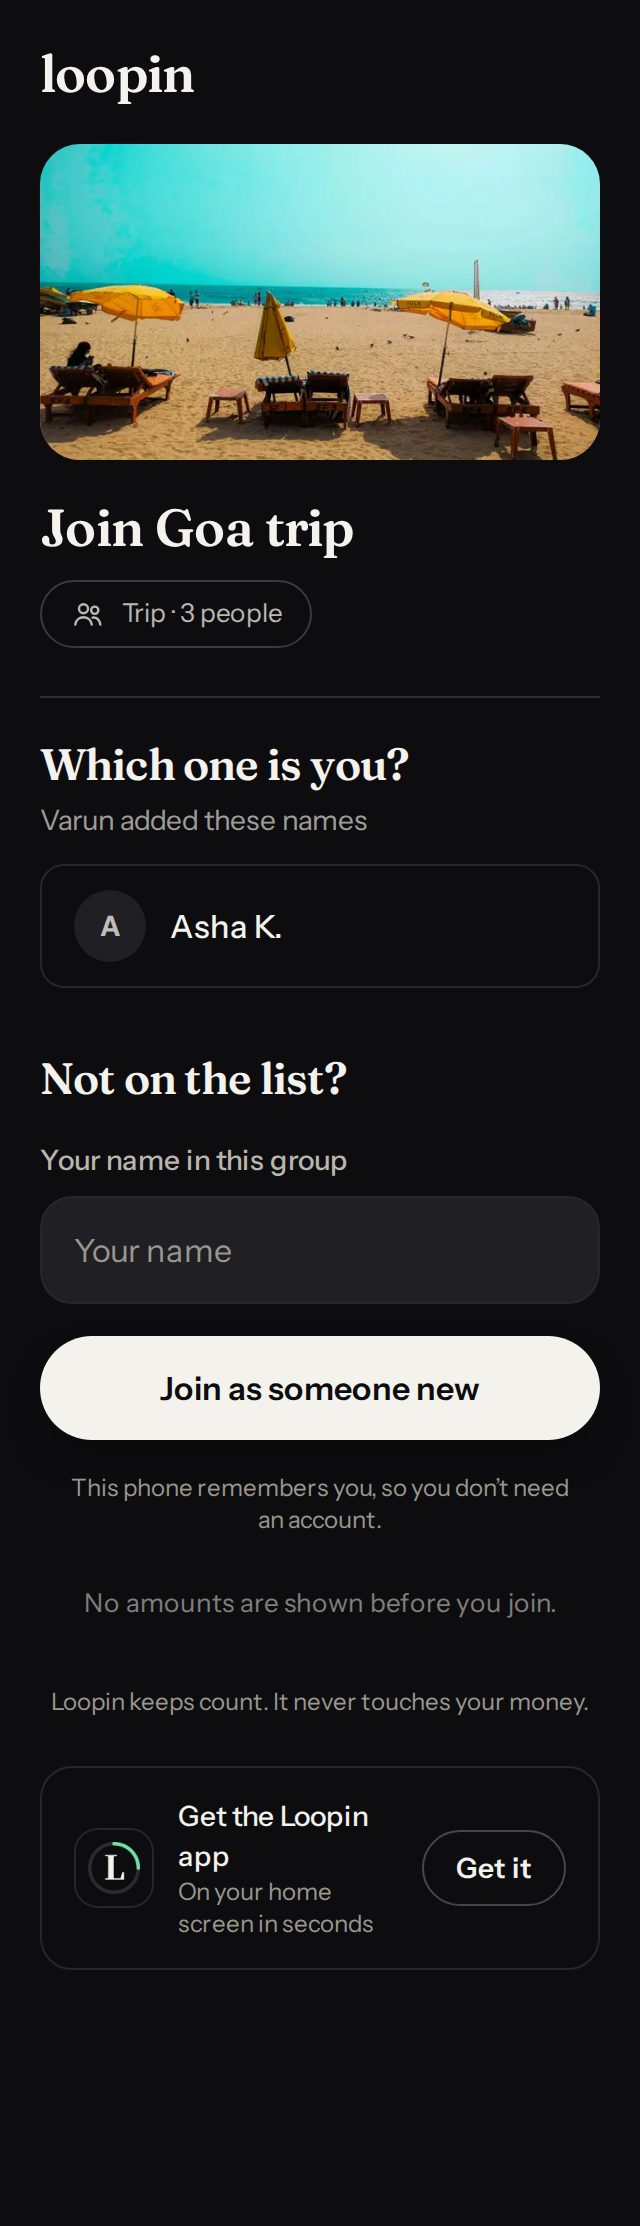 loopin
Join Goa trip
Trip · 3 people
Which one is you?
Varun added these names
A
Asha K.
Not on the list?
Your name in this group
Your name
Join as someone new
This phone remembers you, so you don’t need
an account.
No amounts are shown before you join.
Loopin keeps count. It never touches your money.
L
Get the Loopin
app
On your home
screen in seconds
Get it